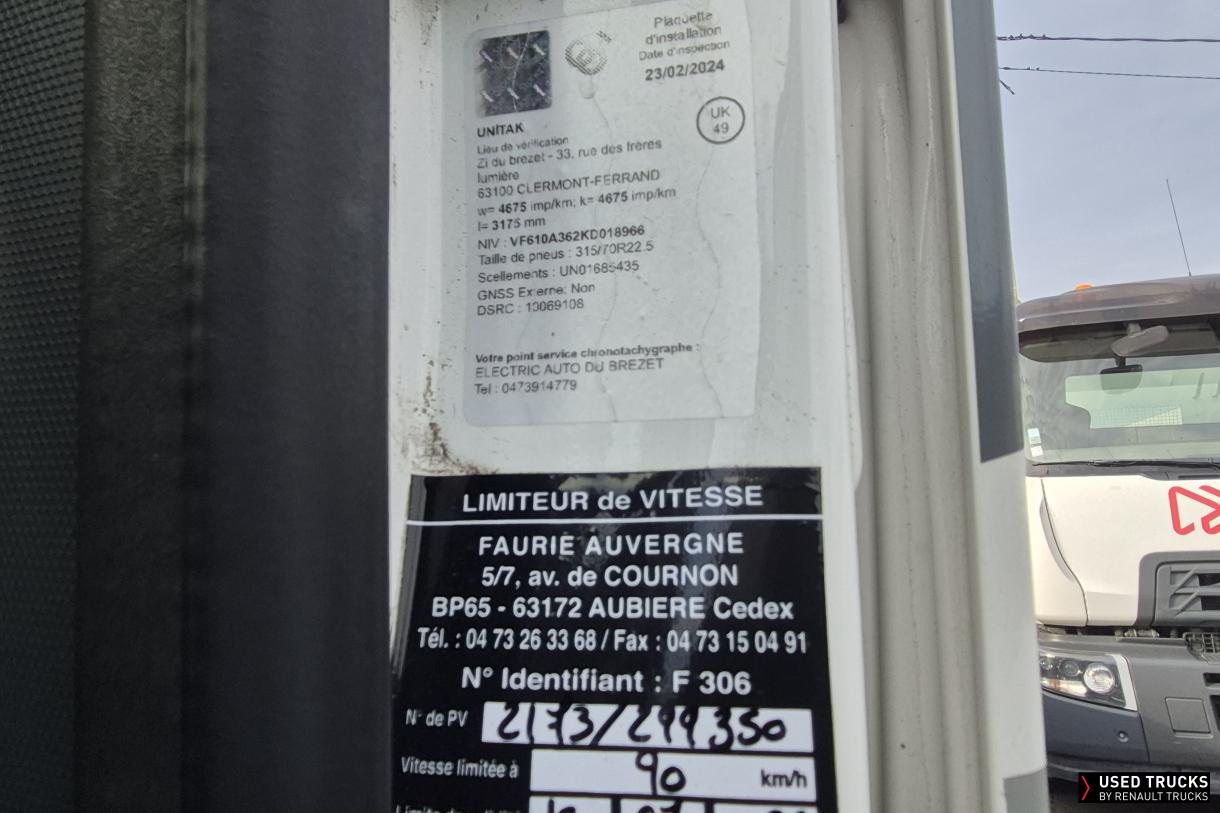 Plaquette
d'installation
Date d'inspection
23/02/2024
UK
49
UNITAK
Lieu de vérification
Zi du brezet - 33, rue des frères
lumière
63100 CLERMONT-FERRAND
w= 4675 imp/km; k= 4675 imp/km
l= 3175 mm
NIV : VF610A362KD018966
Taille de pneus : 315/70R22.5
Scellements : UN01685435
GNSS Externe: Non
DSRC : 13069108
Votre point service chronotachygraphe :
ELECTRIC AUTO DU BREZET
Tel : 0473914779
LIMITEUR de VITESSE
FAURIE AUVERGNE
5/7, av. de COURNON
BP65 - 63172 AUBIERE Cedex
Tél. : 04 73 26 33 68 / Fax : 04 73 15 04 91
N° Identifiant : F 306
N° de PV 2173/299350
Vitesse limitée à 90 km/h
USED TRUCKS
BY RENAULT TRUCKS